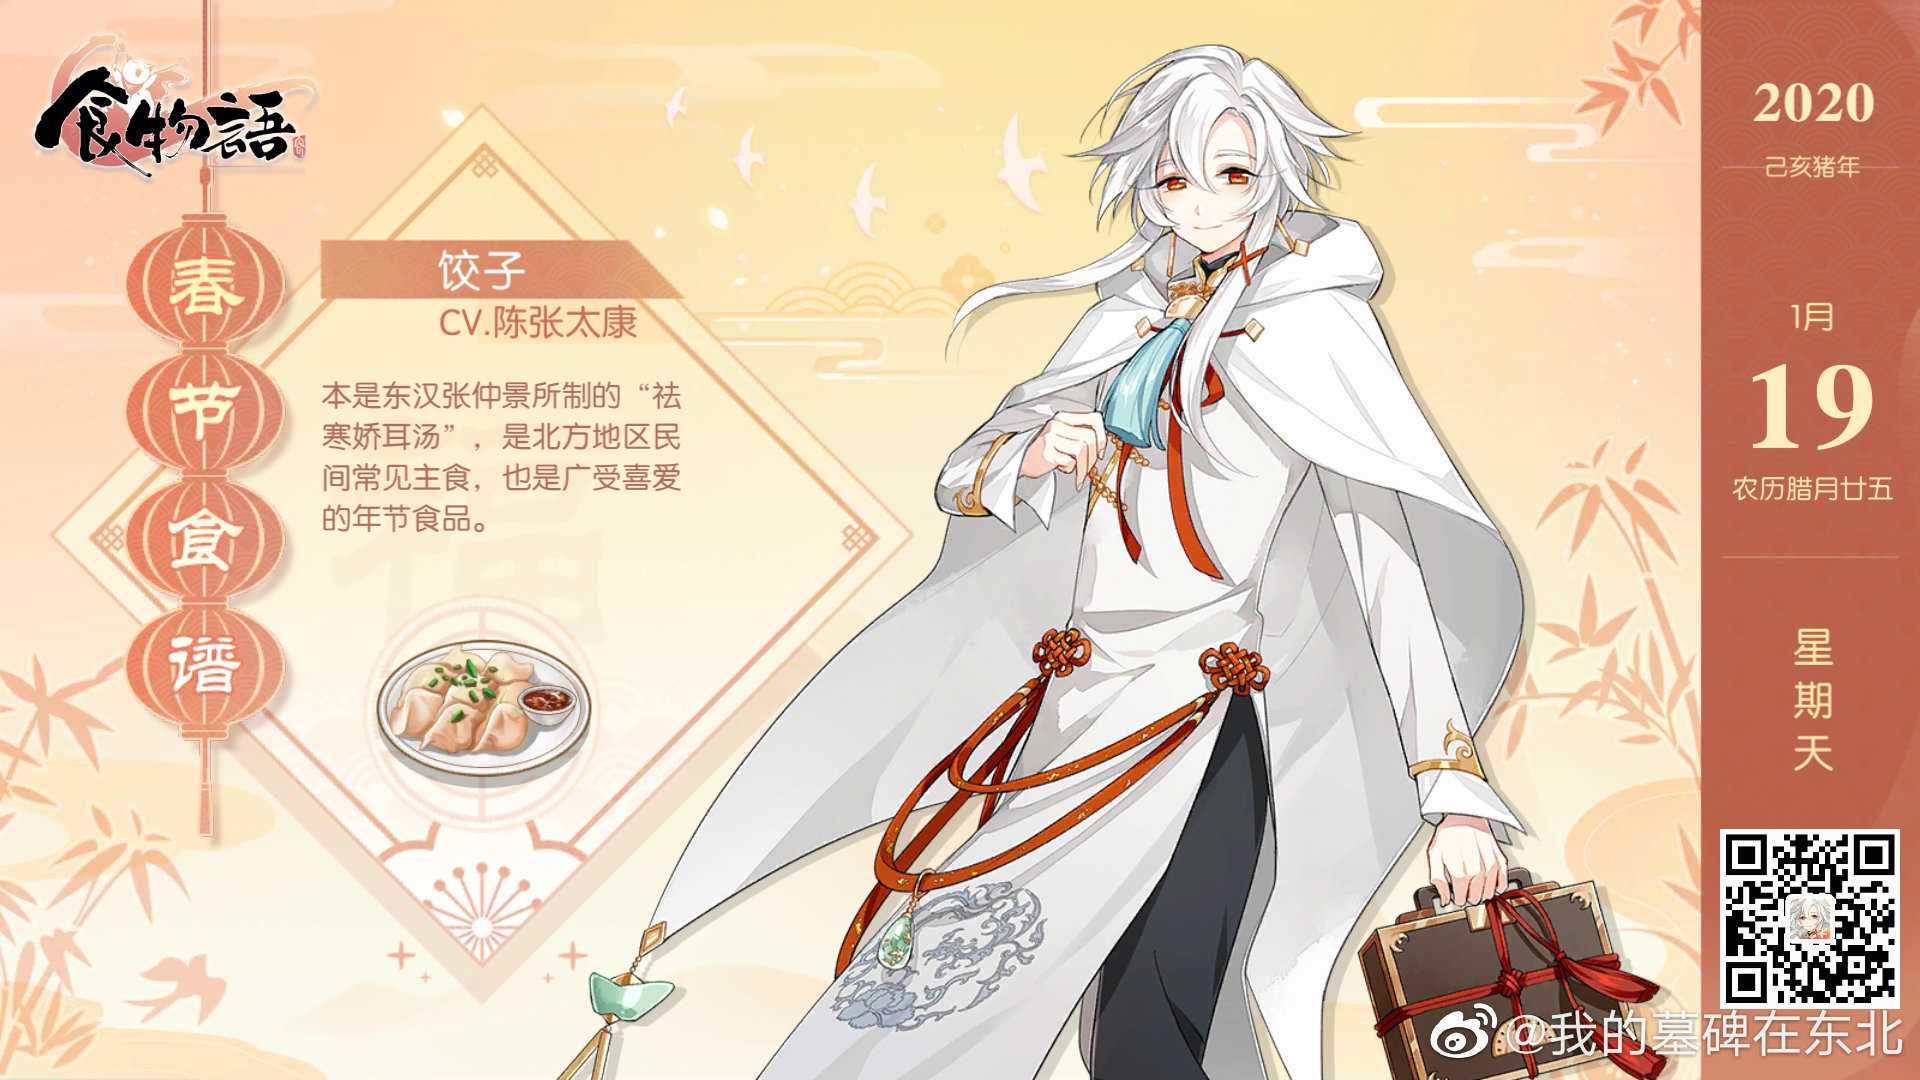 食物語
春节食谱
饺子
CV.陈张太康
本是东汉张仲景所制的“祛
寒娇耳汤”，是北方地区民
间常见主食，也是广受喜爱
的年节食品。
2020
己亥猪年
1月
19
农历腊月廿五
星期天
@我的墓碑在东北